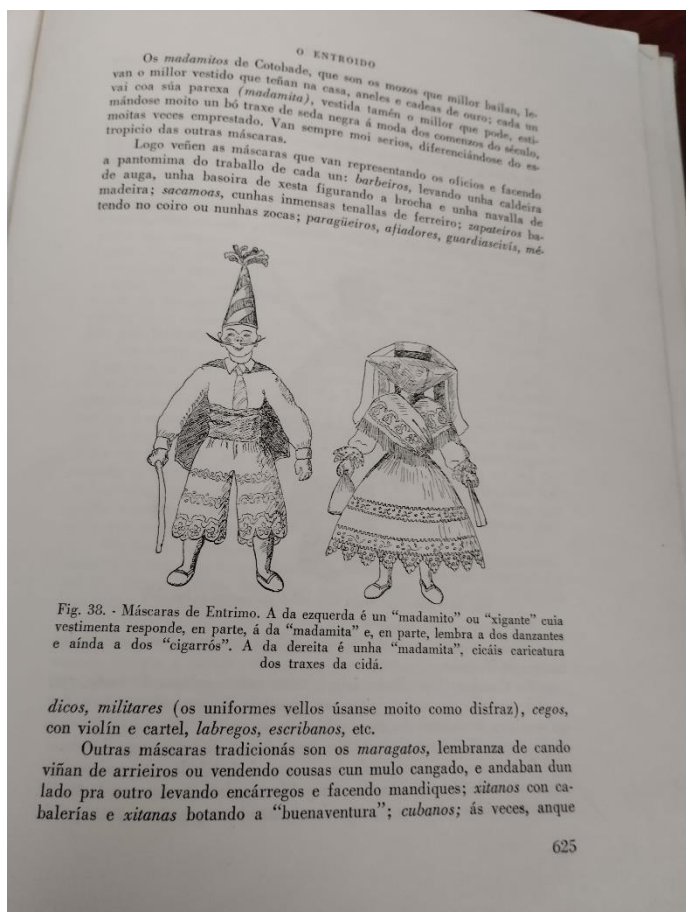 O ENTROIDO
Os madamitos de Cotobade, que son os mozos que millor bailan, le-
van o millor vestido que teñan na casa, aneles e cadeas de ouro; cada un
vai coa súa parexa (madamita), vestida tamén o millor que pode, esti-
mándose moito un bó traxe de seda negra á moda dos comenzos do século,
moitas veces emprestado. Van sempre moi serios, diferenciándose do es-
tropicio das outras máscaras.
Logo veñen as máscaras que van representando os oficios e facendo
a pantomima do traballo de cada un: barbeiros, levando unha caldeira
de auga, unha basoira de xesta figurando a brocha e unha navalla de
madeira; sacamoas, cunhas inmensas tenallas de ferreiro; zapateiros ba-
tendo no coiro ou nunhas zocas; paragüeiros, afiadores, guardiascivís, mé-
Fig. 38. - Máscaras de Entrimo. A da ezquerda é un “madamito” ou “xigante” cuia
vestimenta responde, en parte, á da “madamita” e, en parte, lembra a dos danzantes
e aínda a dos “cigarrós”. A da dereita é unha “madamita”, cicáis caricatura
dos traxes da cidá.
dicos, militares (os uniformes vellos úsanse moito como disfraz), cegos,
con violín e cartel, labregos, escribanos, etc.
Outras máscaras tradicionás son os maragatos, lembranza de cando
viñan de arrieiros ou vendendo cousas cun mulo cangado, e andaban dun
lado pra outro levando encárregos e facendo mandiques; xitanos con ca-
balerías e xitanas botando a “buenaventura”; cubanos; ás veces, anque
625